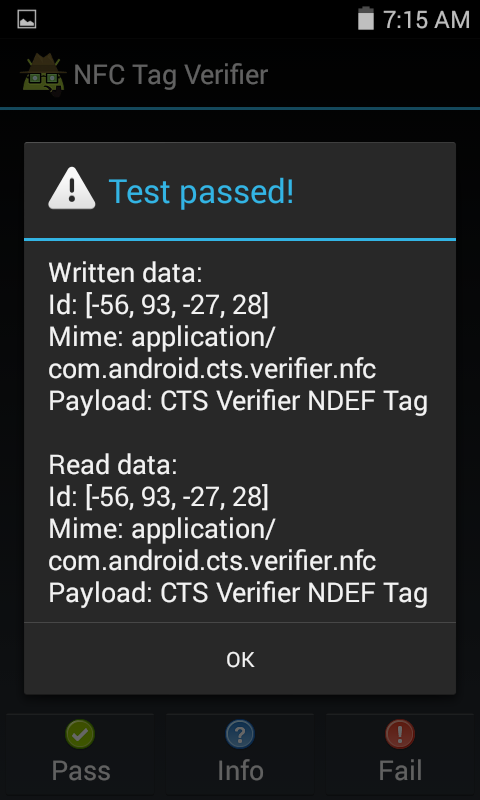 7:15 AM
NFC Tag Verifier
Test passed!
Written data:
Id: [-56, 93, -27, 28]
Mime: application/
com.android.cts.verifier.nfc
Payload: CTS Verifier NDEF Tag
Read data:
Id: [-56, 93, -27, 28]
Mime: application/
com.android.cts.verifier.nfc
Payload: CTS Verifier NDEF Tag
OK
Pass
Info
Fail